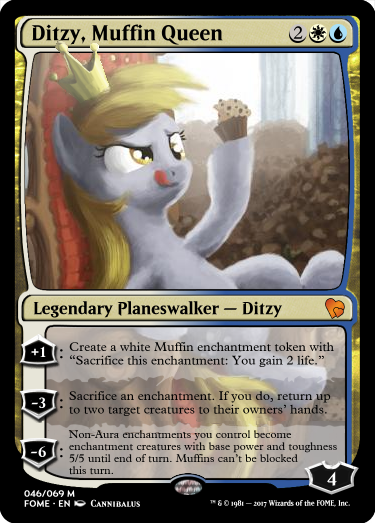 Ditzy, Muffin Queen 2
Legendary Planeswalker — Ditzy
+1: Create a white Muffin enchantment token with
“Sacrifice this enchantment: You gain 2 life.”
-3: Sacrifice an enchantment. If you do, return up
to two target creatures to their owners’ hands.
-6: Non-Aura enchantments you control become
enchantment creatures with base power and toughness
5/5 until end of turn. Muffins can’t be blocked
this turn.
4
046/069 M
FOME • EN Cannibalus
™ & © 1981 — 2017 Wizards of the FOME, Inc.